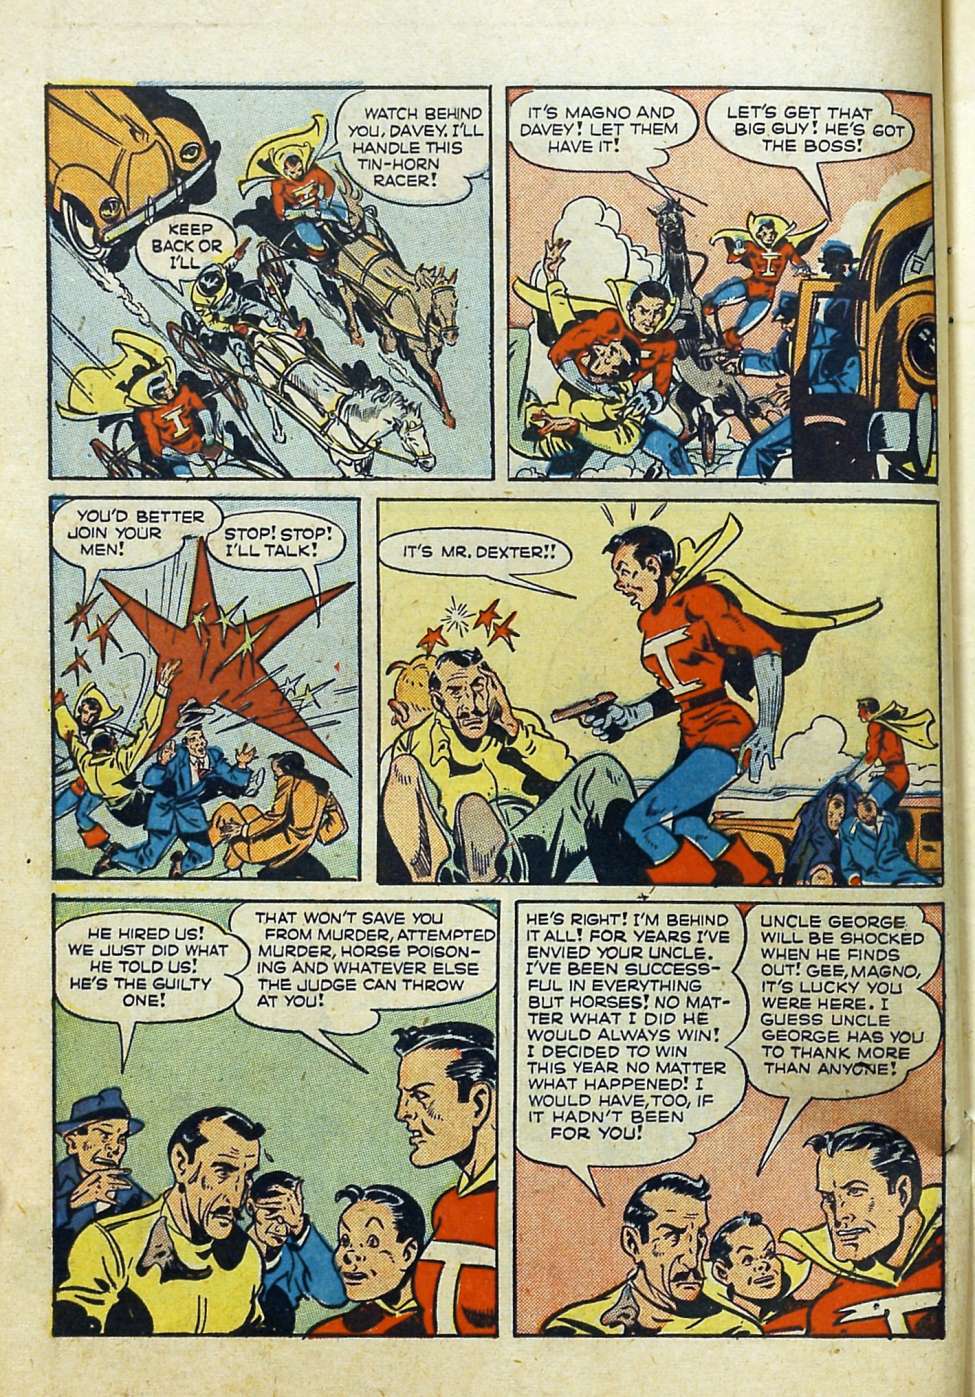 WATCH BEHIND
YOU, DAVEY. I'LL
HANDLE THIS
TIN-HORN
RACER!
KEEP
BACK OR
I'LL
IT'S MAGNO AND
DAVEY! LET THEM
HAVE IT!
LET'S GET THAT
BIG GUY! HE'S GOT
THE BOSS!
YOU'D BETTER
JOIN YOUR
MEN!
STOP! STOP!
I'LL TALK!
IT'S MR. DEXTER!!
HE HIRED US!
WE JUST DID WHAT
HE TOLD US!
HE'S THE GUILTY
ONE!
THAT WON'T SAVE YOU
FROM MURDER, ATTEMPTED
MURDER, HORSE POISON-
ING AND WHATEVER ELSE
THE JUDGE CAN THROW
AT YOU!
HE'S RIGHT! I'M BEHIND
IT ALL! FOR YEARS I'VE
ENVIED YOUR UNCLE.
I'VE BEEN SUCCESS-
FUL IN EVERYTHING
BUT HORSES! NO MAT-
TER WHAT I DID HE
WOULD ALWAYS WIN!
I DECIDED TO WIN
THIS YEAR NO MATTER
WHAT HAPPENED! I
WOULD HAVE, TOO, IF
IT HADN'T BEEN
FOR YOU!
UNCLE GEORGE
WILL BE SHOCKED
WHEN HE FINDS
OUT! GEE, MAGNO,
IT'S LUCKY YOU
WERE HERE. I
GUESS UNCLE
GEORGE HAS YOU
TO THANK MORE
THAN ANYONE!